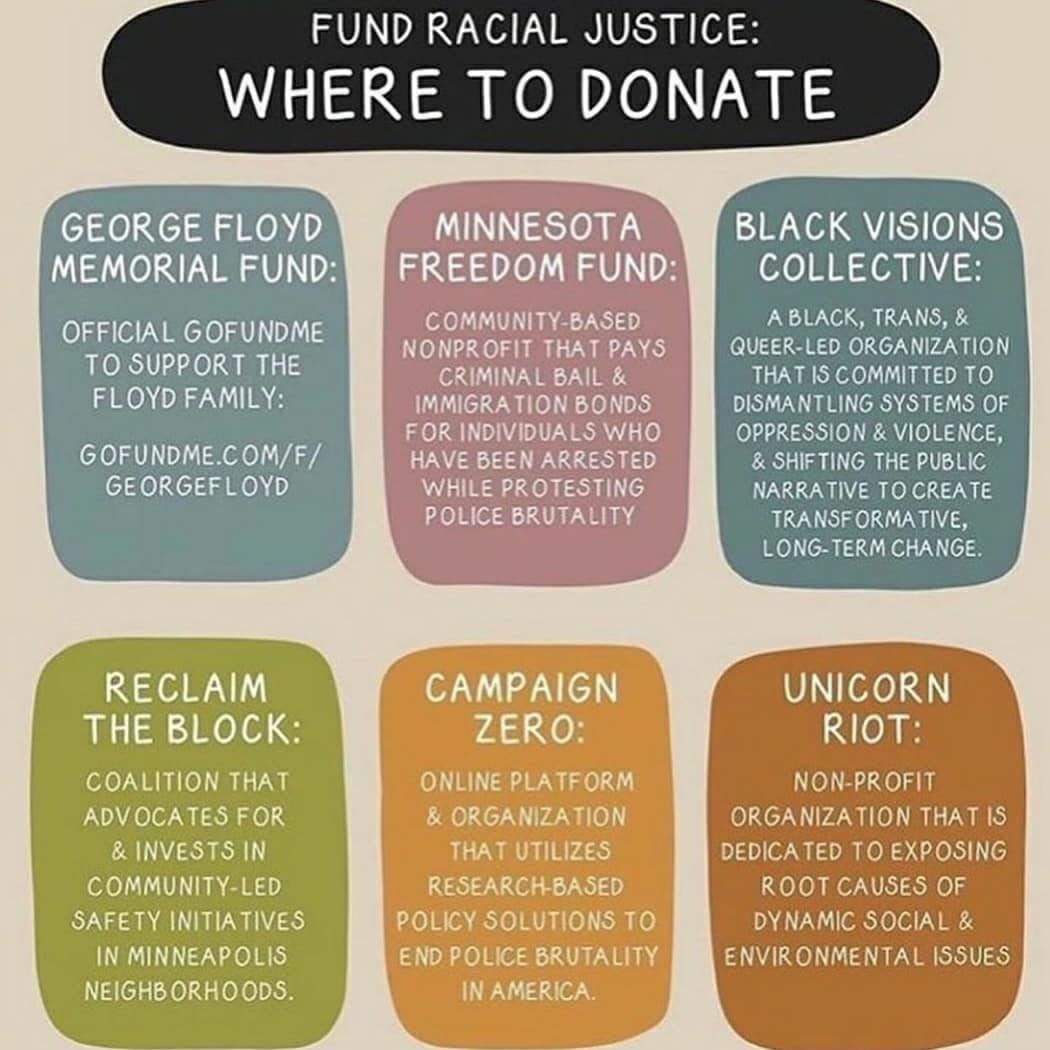 FUND RACIAL JUSTICE:
WHERE TO DONATE
GEORGE FLOYD
MEMORIAL FUND:
OFFICIAL GOFUNDME
TO SUPPORT THE
FLOYD FAMILY:
GOFUNDME.COM/F/
GEORGEFLOYD
MINNESOTA
FREEDOM FUND:
COMMUNITY-BASED
NONPROFIT THAT PAYS
CRIMINAL BAIL &
IMMIGRATION BONDS
FOR INDIVIDUALS WHO
HAVE BEEN ARRESTED
WHILE PROTESTING
POLICE BRUTALITY
BLACK VISIONS
COLLECTIVE:
A BLACK, TRANS, &
QUEER-LED ORGANIZATION
THAT IS COMMITTED TO
DISMANTLING SYSTEMS OF
OPPRESSION & VIOLENCE,
& SHIFTING THE PUBLIC
NARRATIVE TO CREATE
TRANSFORMATIVE,
LONG-TERM CHANGE.
RECLAIM
THE BLOCK:
COALITION THAT
ADVOCATES FOR
& INVESTS IN
COMMUNITY-LED
SAFETY INITIATIVES
IN MINNEAPOLIS
NEIGHBORHOODS.
CAMPAIGN
ZERO:
ONLINE PLATFORM
& ORGANIZATION
THAT UTILIZES
RESEARCH-BASED
POLICY SOLUTIONS TO
END POLICE BRUTALITY
IN AMERICA.
UNICORN
RIOT:
NON-PROFIT
ORGANIZATION THAT IS
DEDICATED TO EXPOSING
ROOT CAUSES OF
DYNAMIC SOCIAL &
ENVIRONMENTAL ISSUES